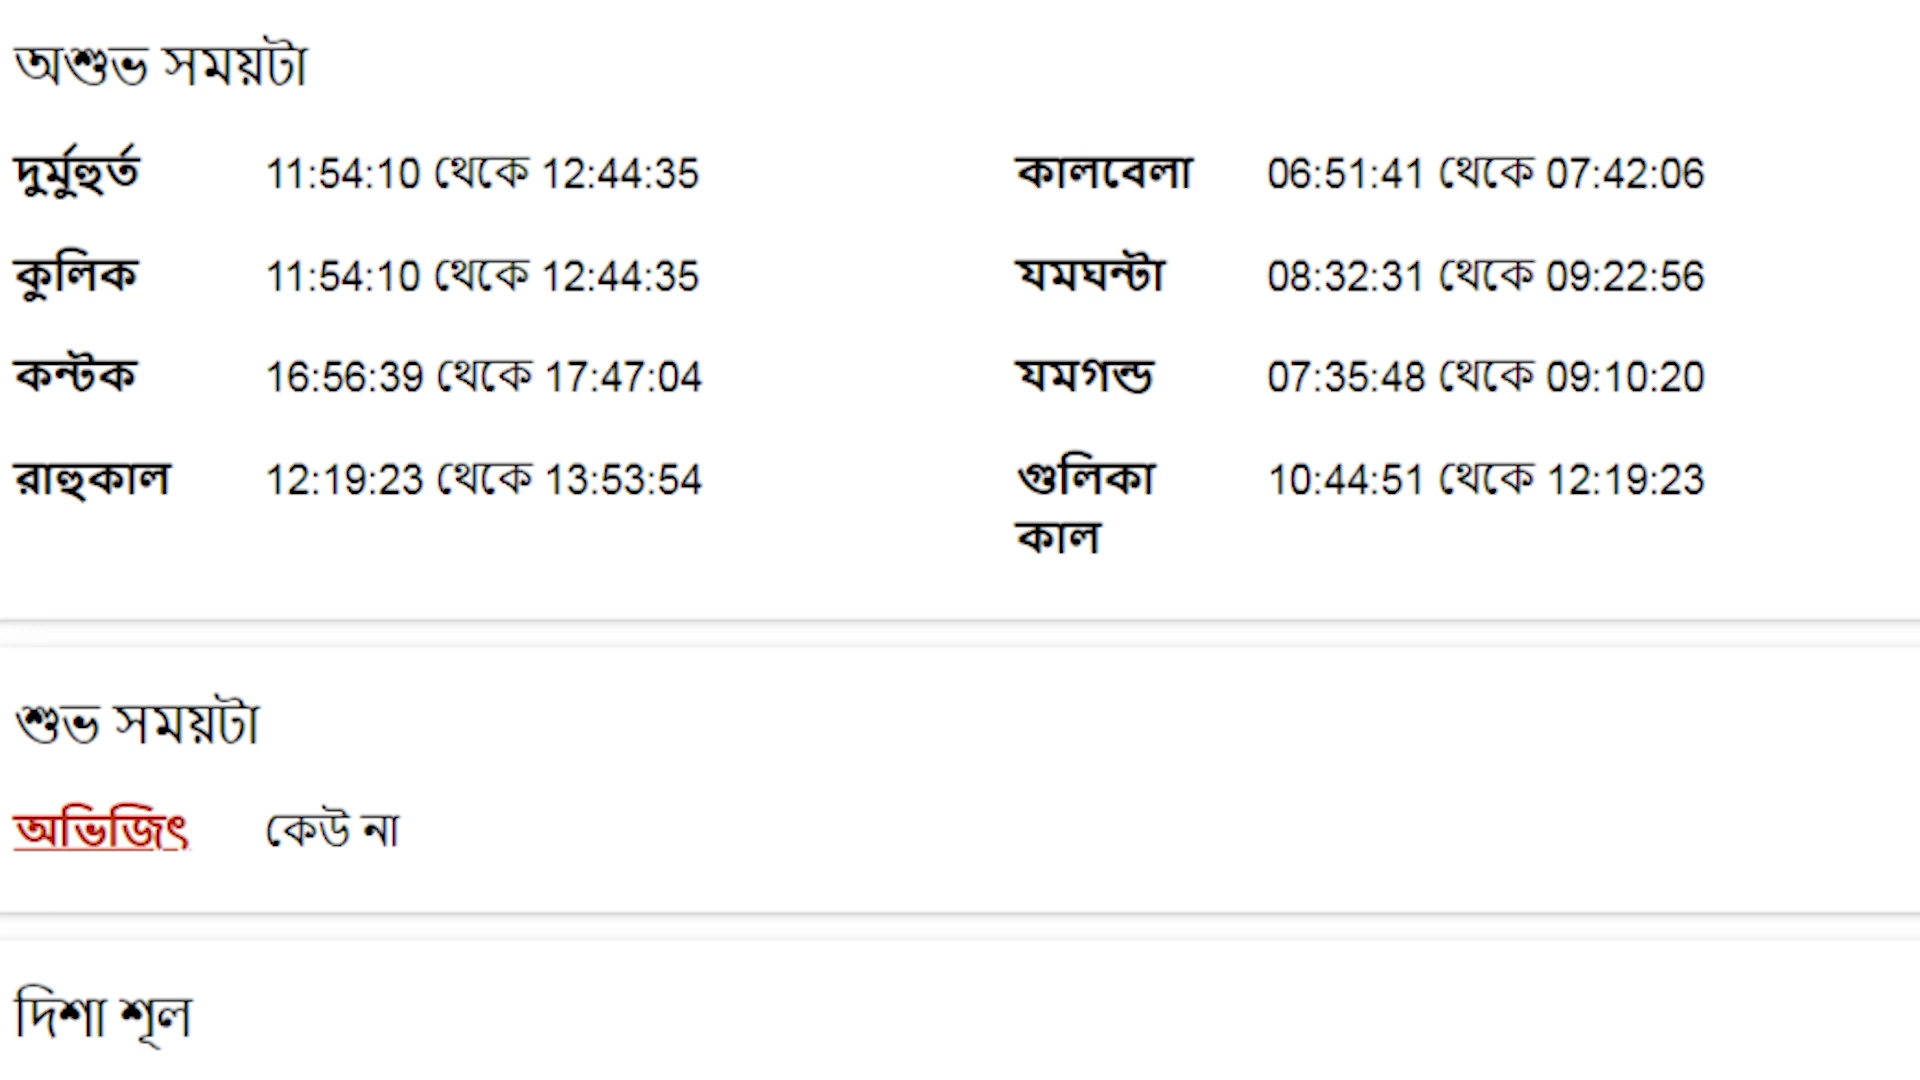 অশুভ সময়টা
দুর্মুহুর্ত 11:54:10 থেকে 12:44:35 কালবেলা 06:51:41 থেকে 07:42:06
কুলিক 11:54:10 থেকে 12:44:35 যমঘন্টা 08:32:31 থেকে 09:22:56
কন্টক 16:56:39 থেকে 17:47:04 যমগন্ড 07:35:48 থেকে 09:10:20
রাহুকাল 12:19:23 থেকে 13:53:54 গুলিকা 10:44:51 থেকে 12:19:23
কাল
শুভ সময়টা
অভিজিৎ কেউ না
দিশা শূল